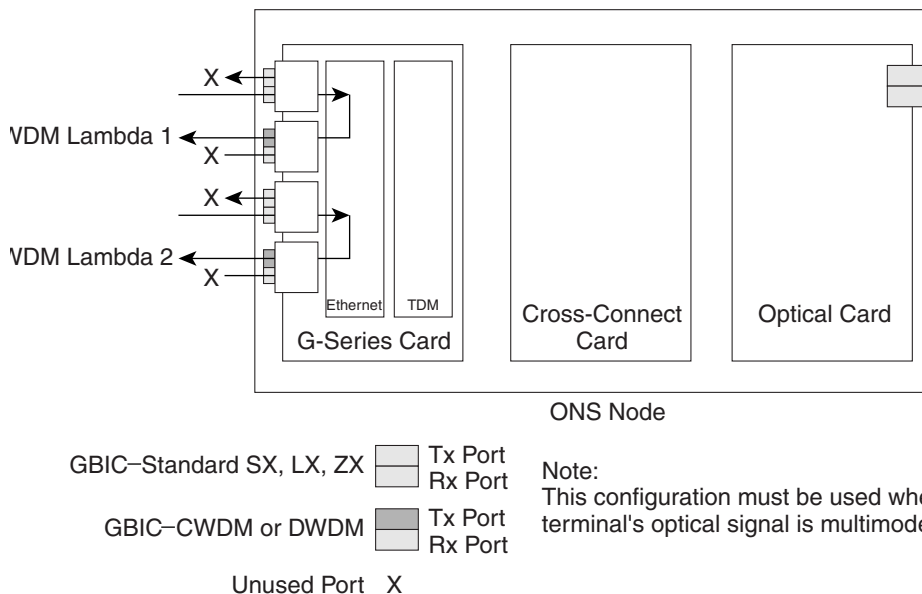 X
VDM Lambda 1
X
X
VDM Lambda 2
X
Ethernet
TDM
G-Series Card
Cross-Connect
Card
Optical Card
ONS Node
GBIC–Standard SX, LX, ZX
Tx Port
Rx Port
GBIC–CWDM or DWDM
Tx Port
Rx Port
Unused Port X
Note:
This configuration must be used whe
terminal's optical signal is multimode